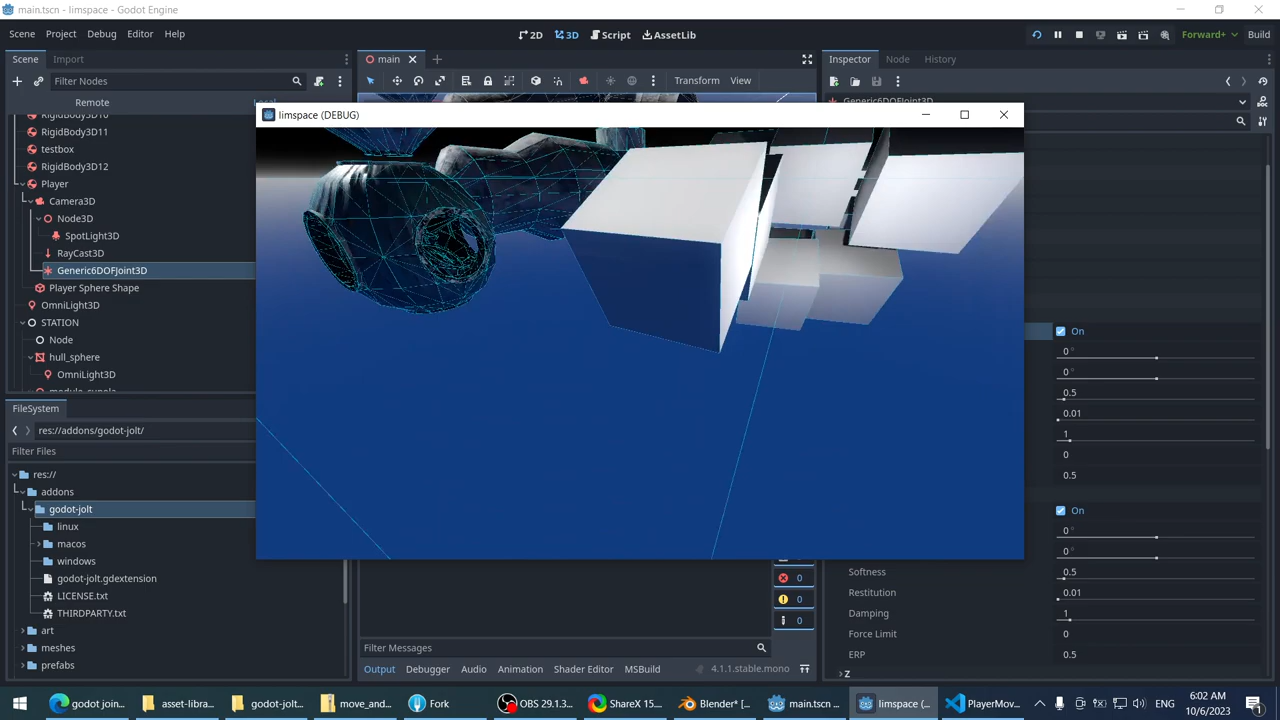 main.tscn - limspace - Godot Engine
Scene Project Debug Editor Help
2D 3D Script AssetLib
Forward+ Build
Scene Import
main
Inspector Node History
Filter Nodes
Transform View
Remote
Generic6DOFJoint3D
limspace (DEBUG)
RigidBody3D10
RigidBody3D11
testbox
RigidBody3D12
Player
Camera3D
Node3D
SpotLight3D
RayCast3D
Generic6DOFJoint3D
Player Sphere Shape
OmniLight3D
STATION
Node
hull_sphere
OmniLight3D
module_cupola
On
0 °
0 °
0.5
0.01
1
0
0.5
On
0 °
0 °
Softness 0.5
Restitution 0.01
Damping 1
Force Limit 0
ERP 0.5
Z
FileSystem
res://addons/godot-jolt/
Filter Files
res://
addons
godot-jolt
linux
macos
windows
godot-jolt.gdextension
LICENSE.txt
THIRDPARTY.txt
art
meshes
prefabs
0
0
0
Filter Messages
Output Debugger Audio Animation Shader Editor MSBuild 4.1.1.stable.mono
godot join... asset-libra... godot-jolt... move_and... Fork OBS 29.1.3... ShareX 15... Blender* [... main.tscn ... limspace (... PlayerMov...
ENG
6:02 AM
10/6/2023